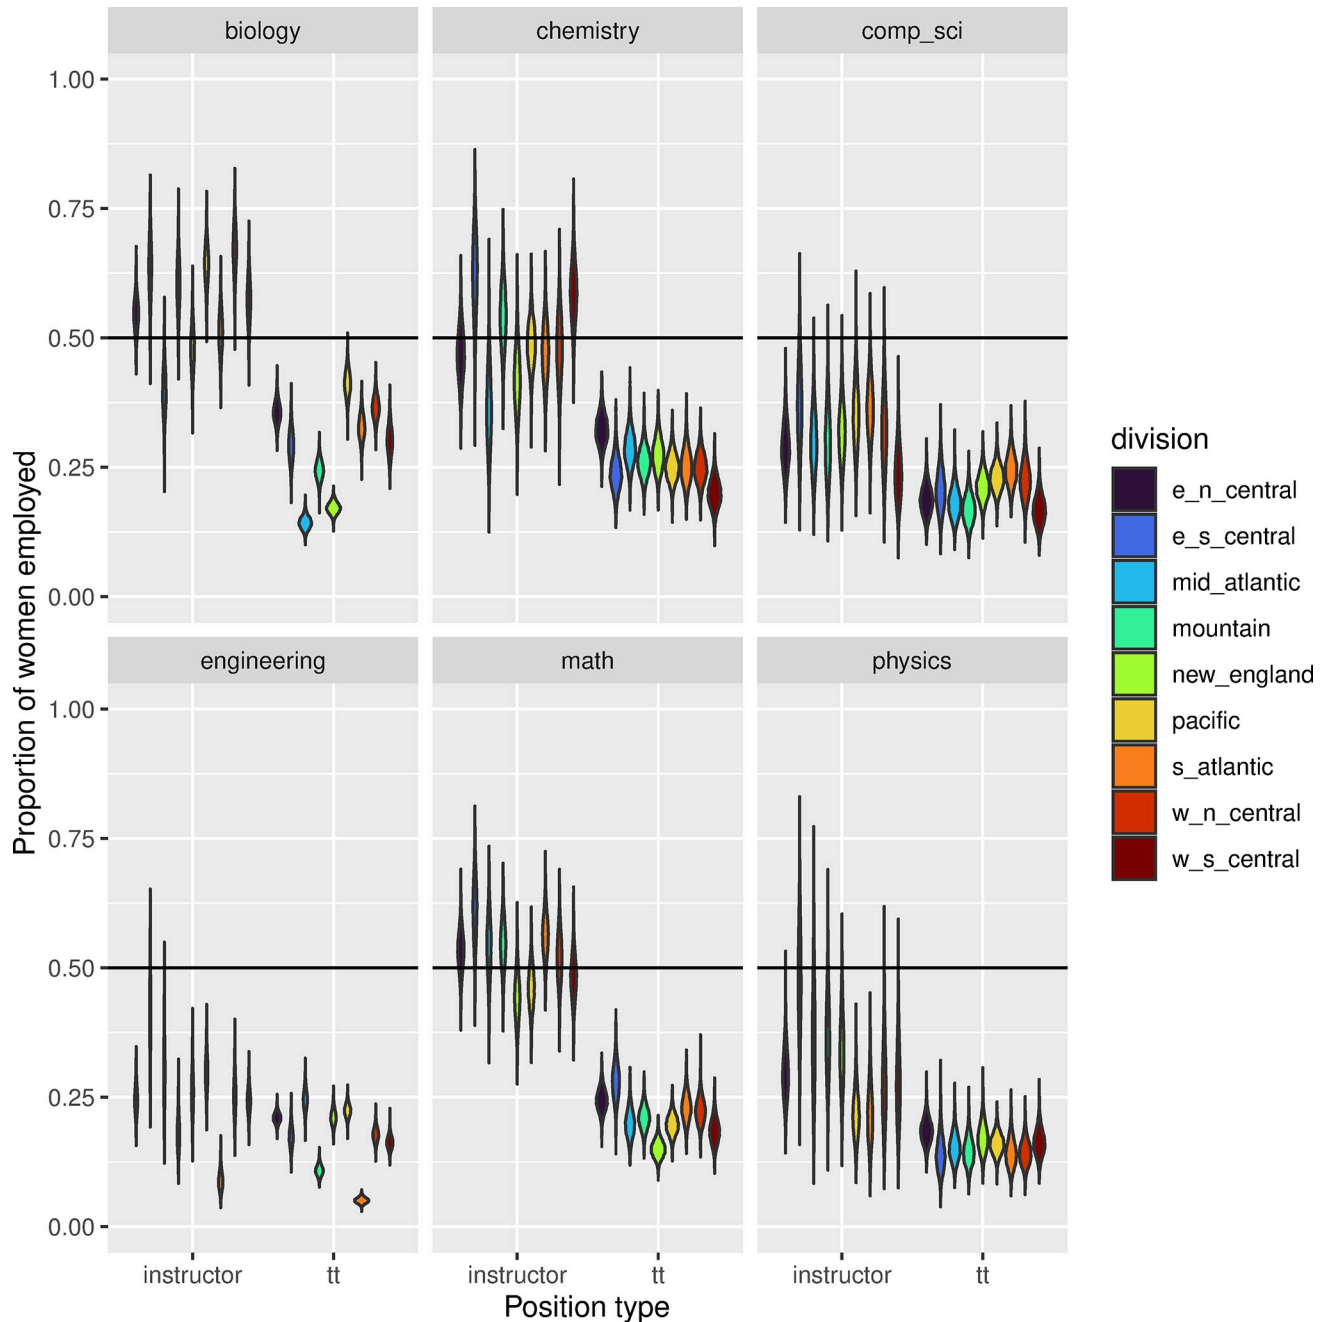 biology chemistry comp_sci
1.00
0.75
0.50
0.25
0.00
engineering math physics
1.00
0.75
0.50
0.25
0.00
instructor tt instructor tt instructor tt
Position type
Proportion of women employed
division
e_n_central
e_s_central
mid_atlantic
mountain
new_england
pacific
s_atlantic
w_n_central
w_s_central